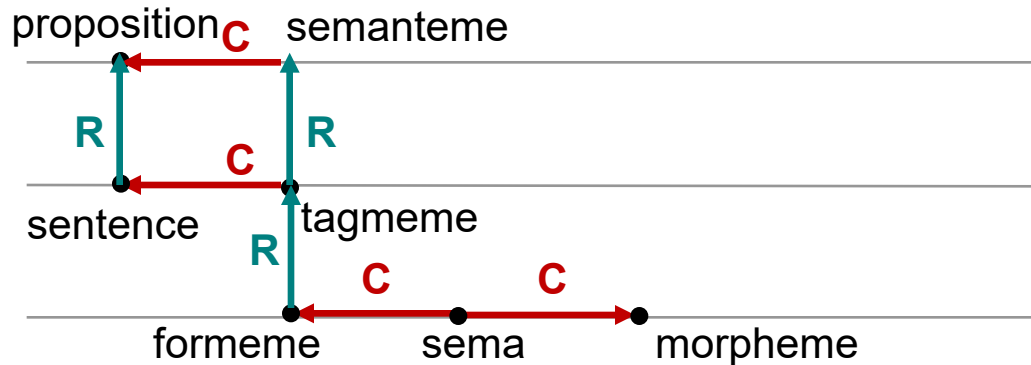 proposition C semanteme
R R
C
sentence tagmeme
R
C C
formeme sema morpheme